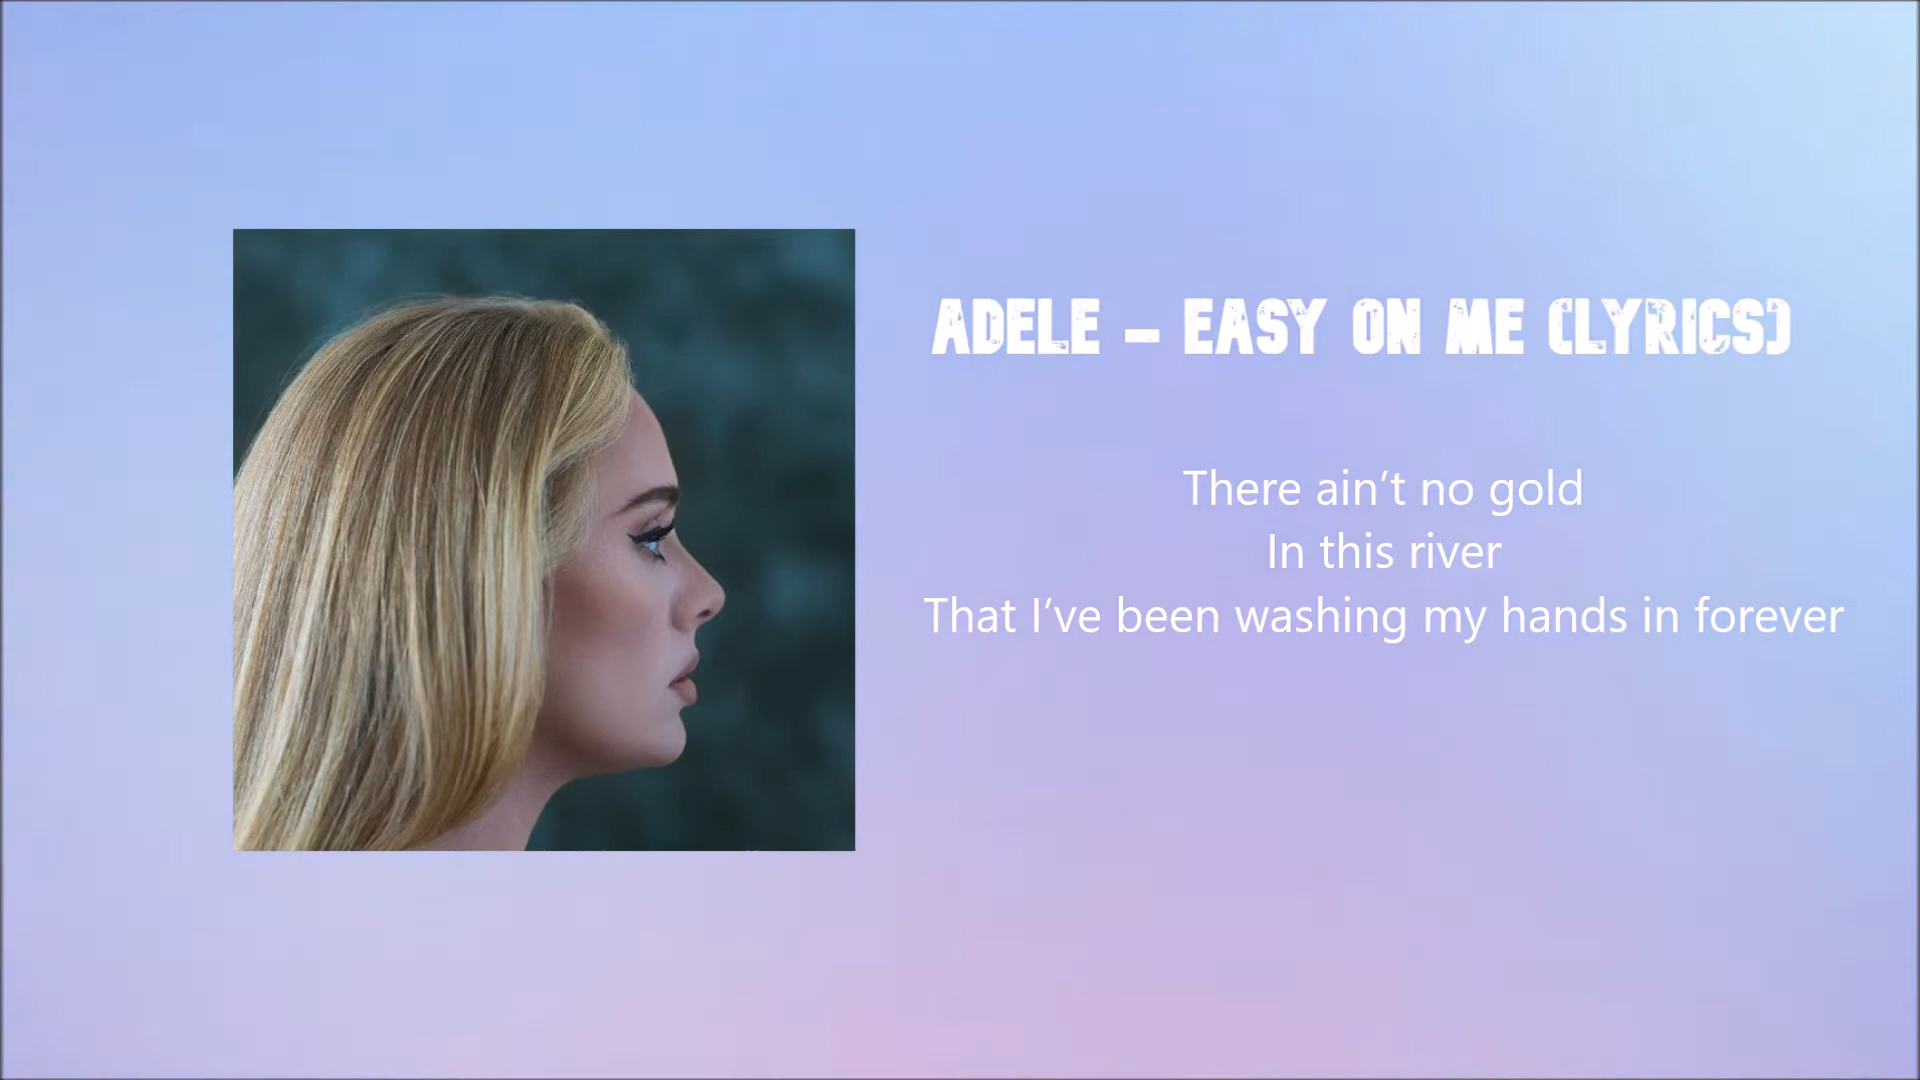 ADELE - EASY ON ME (LYRICS)
There ain't no gold
In this river
That I've been washing my hands in forever